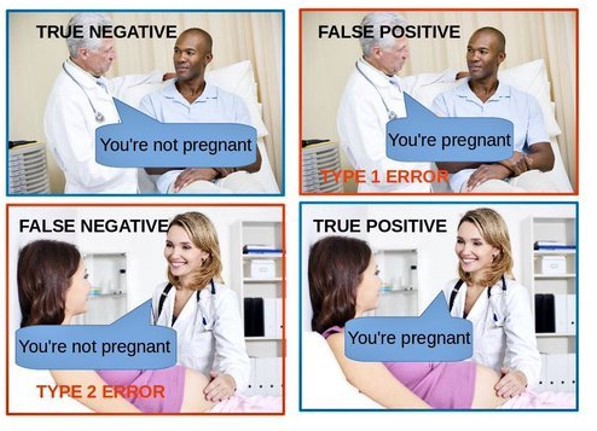 TRUE NEGATIVE
You're not pregnant
FALSE POSITIVE
You're pregnant
TYPE 1 ERROR
FALSE NEGATIVE
You're not pregnant
TYPE 2 ERROR
TRUE POSITIVE
You're pregnant